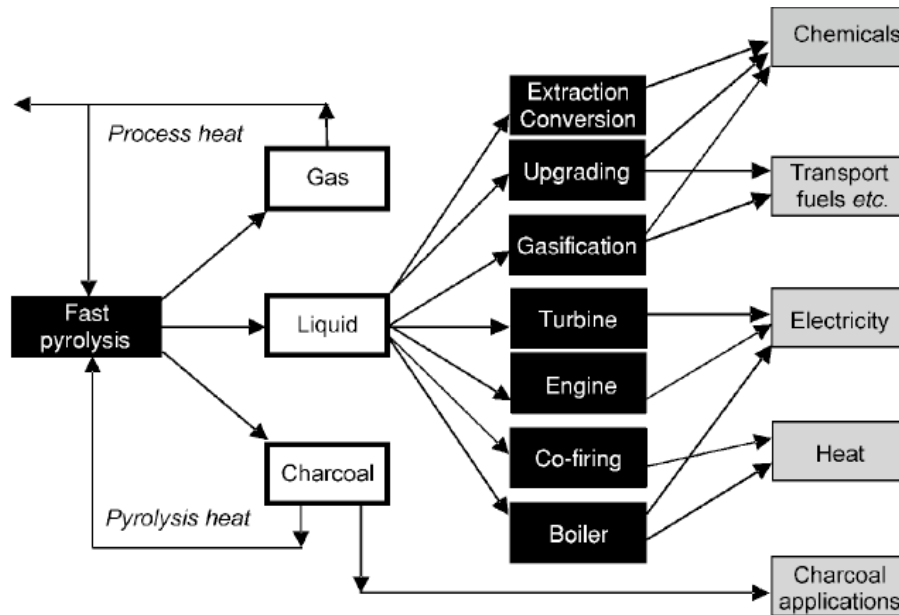 Process heat
Gas
Fast
pyrolysis
Liquid
Charcoal
Pyrolysis heat
Extraction
Conversion
Upgrading
Gasification
Turbine
Engine
Co-firing
Boiler
Chemicals
Transport
fuels etc.
Electricity
Heat
Charcoal
applications